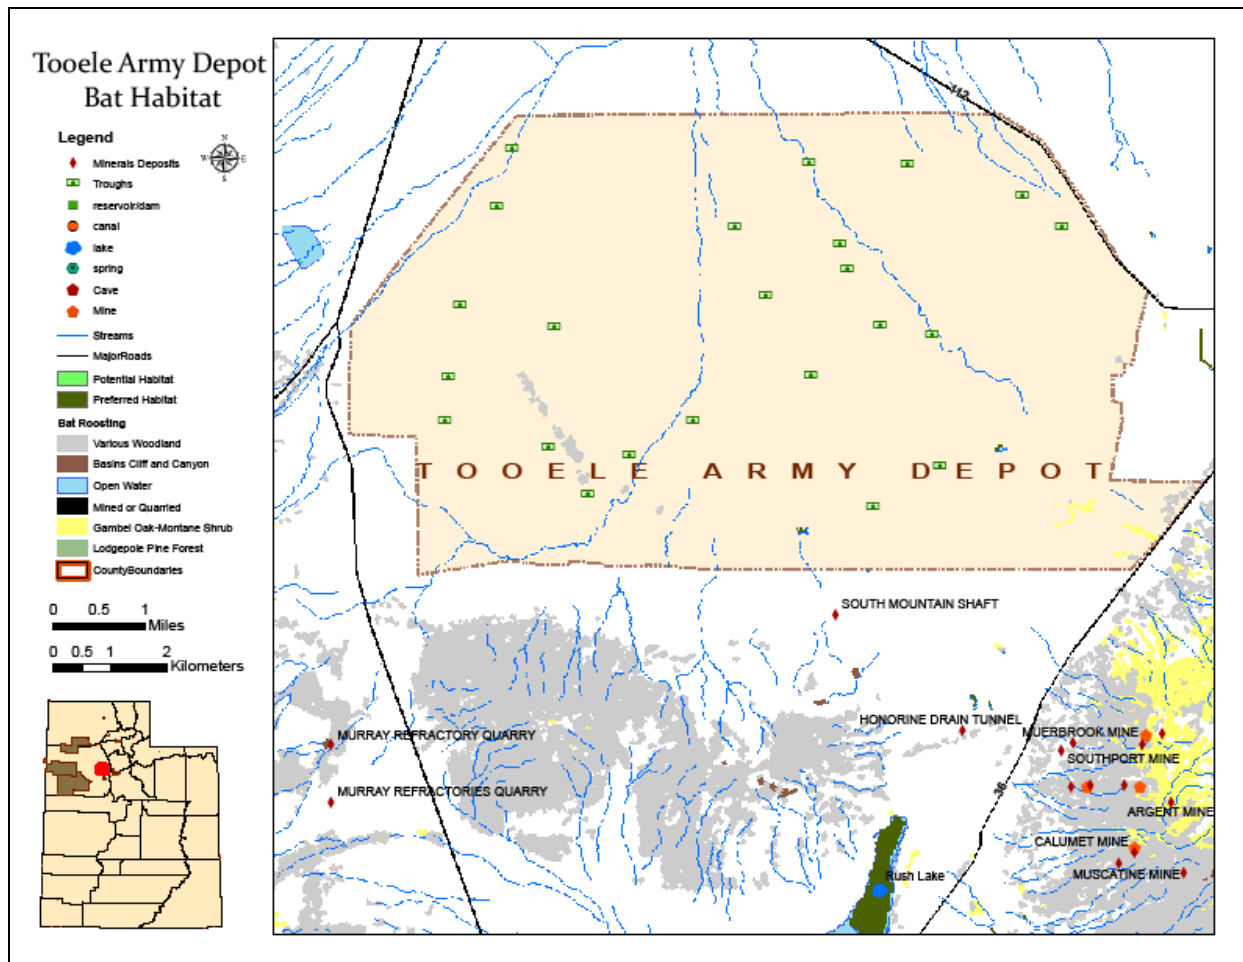 Tooele Army Depot
Bat Habitat
Legend
N
W E
S
Minerals Deposits
Troughs
reservoir/dam
canal
lake
spring
Cave
Mine
Streams
MajorRoads
Potential Habitat
Preferred Habitat
Bat Roosting
Various Woodland
Basins Cliff and Canyon
Open Water
Mined or Quarried
Gambel Oak-Montane Shrub
Lodgepole Pine Forest
CountyBoundaries
0 0.5 1
Miles
0 0.5 1 2
Kilometers
112
TOOELE ARMY DEPOT
SOUTH MOUNTAIN SHAFT
HONORINE DRAIN TUNNEL
MURRAY REFRACTORY QUARRY
MUERBROOK MINE
SOUTHPORT MINE
36
MURRAY REFRACTORIES QUARRY
ARGENT MINE
CALUMET MINE
Rush Lake
MUSCATINE MINE